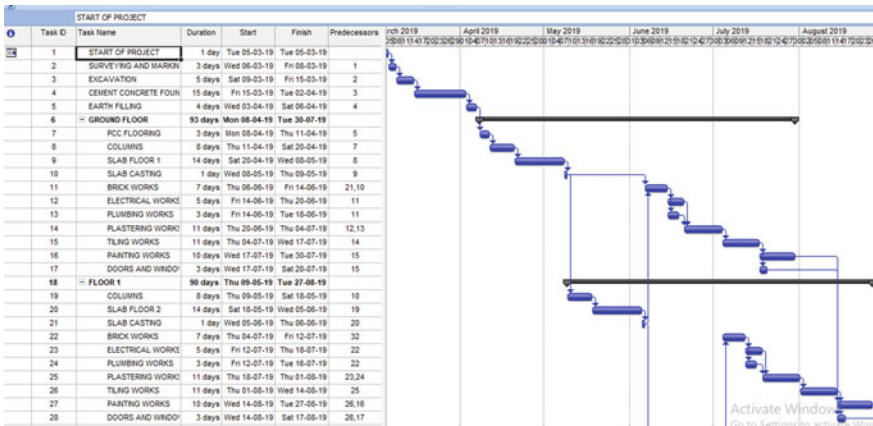 START OF PROJECT
Task ID Task Name Duration Start Finish Predecessors rch 2019 April 2019 May 2019 June 2019 July 2019 August 2019
1 START OF PROJECT 1 day Tue 05-03-19 Tue 05-03-19
2 SURVEYING AND MARKIN 3 days Wed 06-03-19 Fri 08-03-19 1
3 EXCAVATION 5 days Sat 09-03-19 Fri 15-03-19 2
4 CEMENT CONCRETE FOUN 15 days Fri 15-03-19 Tue 02-04-19 3
5 EARTH FILLING 4 days Wed 03-04-19 Sat 06-04-19 4
6 GROUND FLOOR 93 days Mon 08-04-19 Tue 30-07-19
7 PCC FLOORING 3 days Mon 08-04-19 Thu 11-04-19 5
8 COLUMNS 8 days Thu 11-04-19 Sat 20-04-19 7
9 SLAB FLOOR 1 14 days Sat 20-04-19 Wed 08-05-19 8
10 SLAB CASTING 1 day Wed 08-05-19 Thu 09-05-19 9
11 BRICK WORKS 7 days Thu 06-06-19 Fri 14-06-19 21,10
12 ELECTRICAL WORKS 5 days Fri 14-06-19 Thu 20-06-19 11
13 PLUMBING WORKS 3 days Fri 14-06-19 Tue 18-06-19 11
14 PLASTERING WORKS 11 days Thu 20-06-19 Thu 04-07-19 12,13
15 TILING WORKS 11 days Thu 04-07-19 Wed 17-07-19 14
16 PAINTING WORKS 10 days Wed 17-07-19 Tue 30-07-19 15
17 DOORS AND WINDO 3 days Wed 17-07-19 Sat 20-07-19 15
18 FLOOR 1 90 days Thu 09-05-19 Tue 27-08-19
19 COLUMNS 8 days Thu 09-05-19 Sat 18-05-19 10
20 SLAB FLOOR 2 14 days Sat 18-05-19 Wed 05-06-19 19
21 SLAB CASTING 1 day Wed 05-06-19 Thu 06-06-19 20
22 BRICK WORKS 7 days Thu 04-07-19 Fri 12-07-19 32
23 ELECTRICAL WORKS 5 days Fri 12-07-19 Thu 18-07-19 22
24 PLUMBING WORKS 3 days Fri 12-07-19 Tue 16-07-19 22
25 PLASTERING WORKS 11 days Thu 18-07-19 Thu 01-08-19 23,24
26 TILING WORKS 11 days Thu 01-08-19 Wed 14-08-19 25
27 PAINTING WORKS 10 days Wed 14-08-19 Tue 27-08-19 26,16
28 DOORS AND WINDO 3 days Wed 14-08-19 Sat 17-08-19 26,17
Activate Window
Go to Settings to activate Win